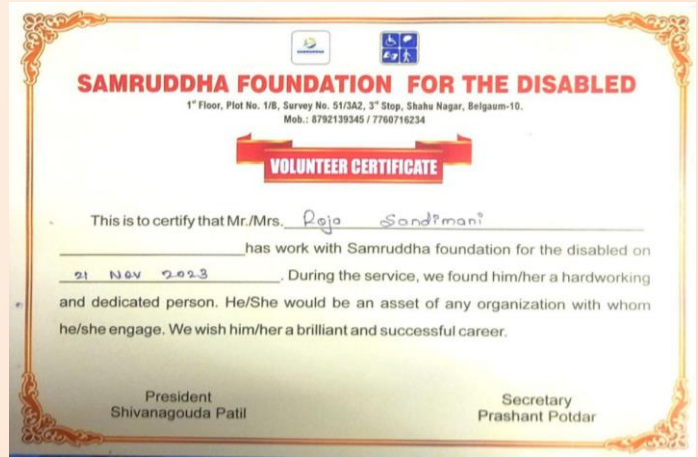 SAMRUDDHA FOUNDATION FOR THE DISABLED
1st Floor, Plot No. 1/B, Survey No. 51/3A2, 3rd Stop, Shahu Nagar, Belgaum-10.
Mob.: 8792139345 / 7760716234
VOLUNTEER CERTIFICATE
This is to certify that Mr./Mrs. Roja Sandimani
has work with Samruddha foundation for the disabled on
21 Nov 2023. During the service, we found him/her a hardworking
and dedicated person. He/She would be an asset of any organization with whom
he/she engage. We wish him/her a brilliant and successful career.
President
Shivanagouda Patil
Secretary
Prashant Potdar